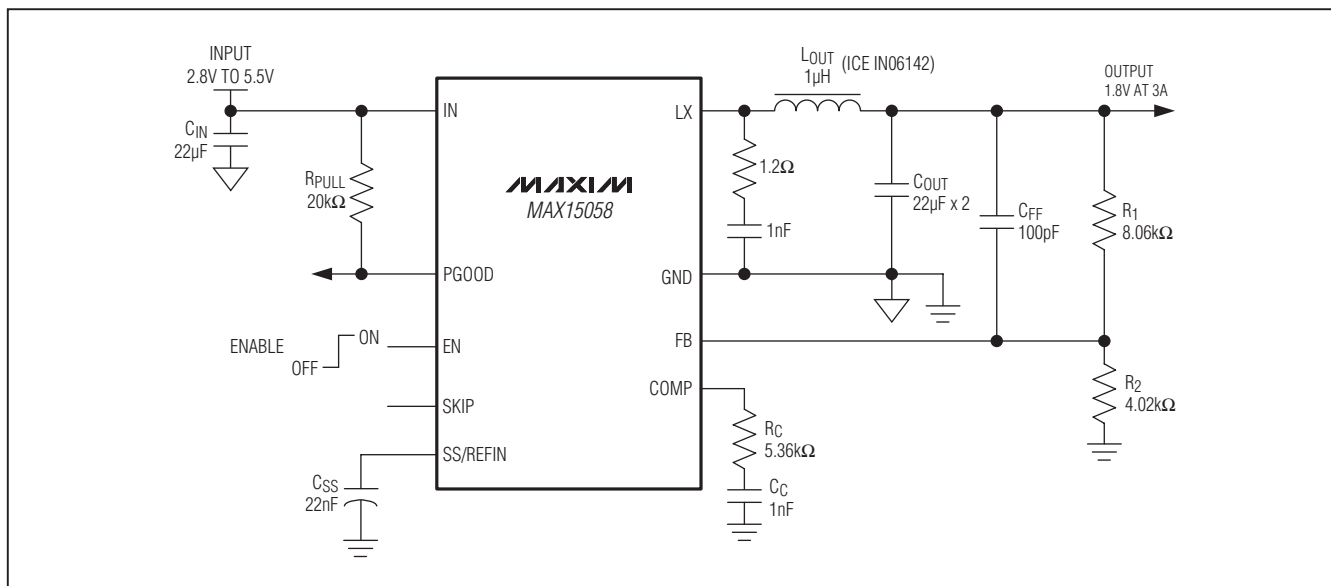 INPUT
2.8V TO 5.5V
CIN
22µF
RPULL
20kΩ
IN
PGOOD
ENABLE
OFF
ON
EN
SKIP
SS/REFIN
CSS
22nF
MAXIM
MAX15058
LX
GND
FB
COMP
LOUT
1µH
(ICE IN06142)
1.2Ω
1nF
COUT
22µF x 2
CFF
100pF
OUTPUT
1.8V AT 3A
R1
8.06kΩ
R2
4.02kΩ
RC
5.36kΩ
CC
1nF